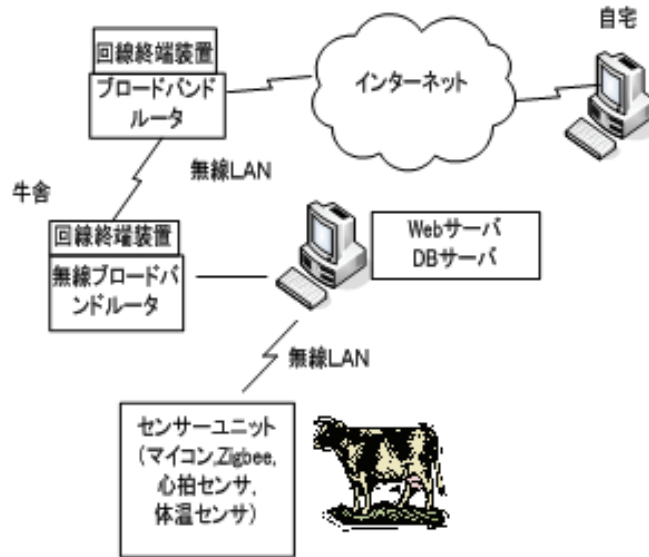 自宅
回線終端装置
ブロードバンド
ルータ
インターネット
無線LAN
牛舎
回線終端装置
無線ブロードバ
ンドルータ
Webサーバ
DBサーバ
無線LAN
センサーユニット
(マイコン,Zigbee,
心拍センサ,
体温センサ)